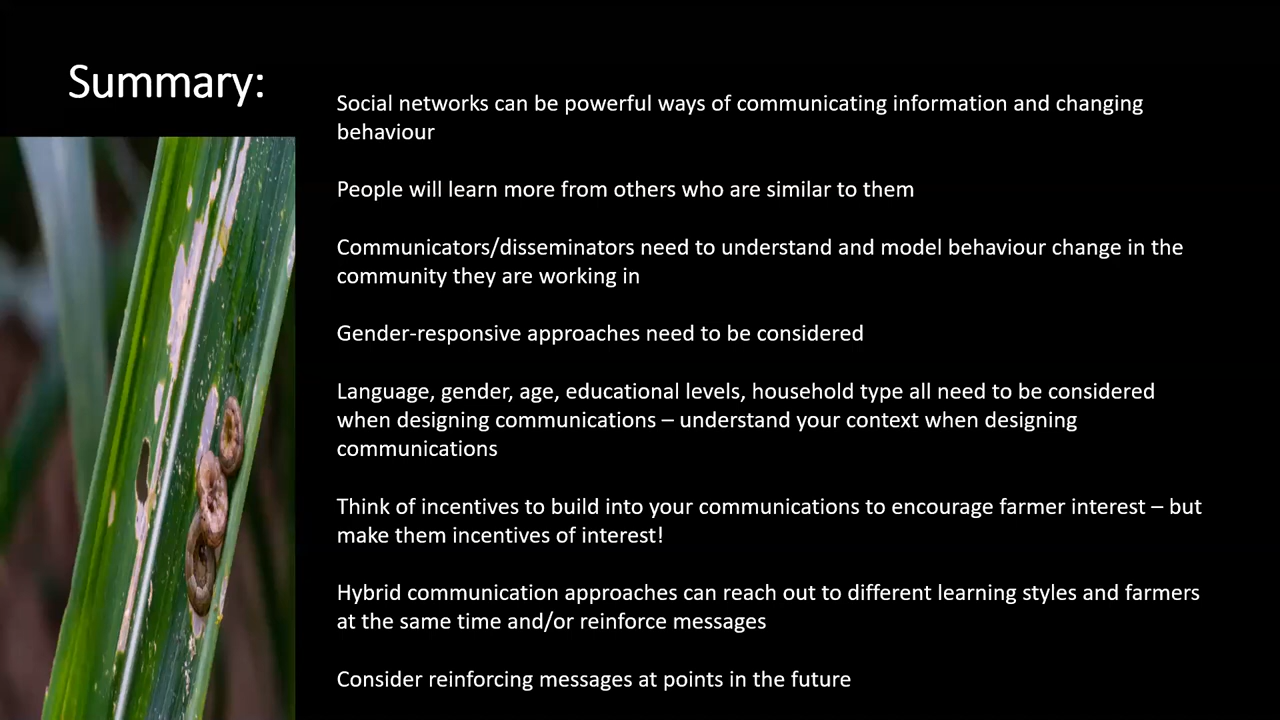 Summary:
Social networks can be powerful ways of communicating information and changing
behaviour
People will learn more from others who are similar to them
Communicators/disseminators need to understand and model behaviour change in the
community they are working in
Gender-responsive approaches need to be considered
Language, gender, age, educational levels, household type all need to be considered
when designing communications – understand your context when designing
communications
Think of incentives to build into your communications to encourage farmer interest – but
make them incentives of interest!
Hybrid communication approaches can reach out to different learning styles and farmers
at the same time and/or reinforce messages
Consider reinforcing messages at points in the future